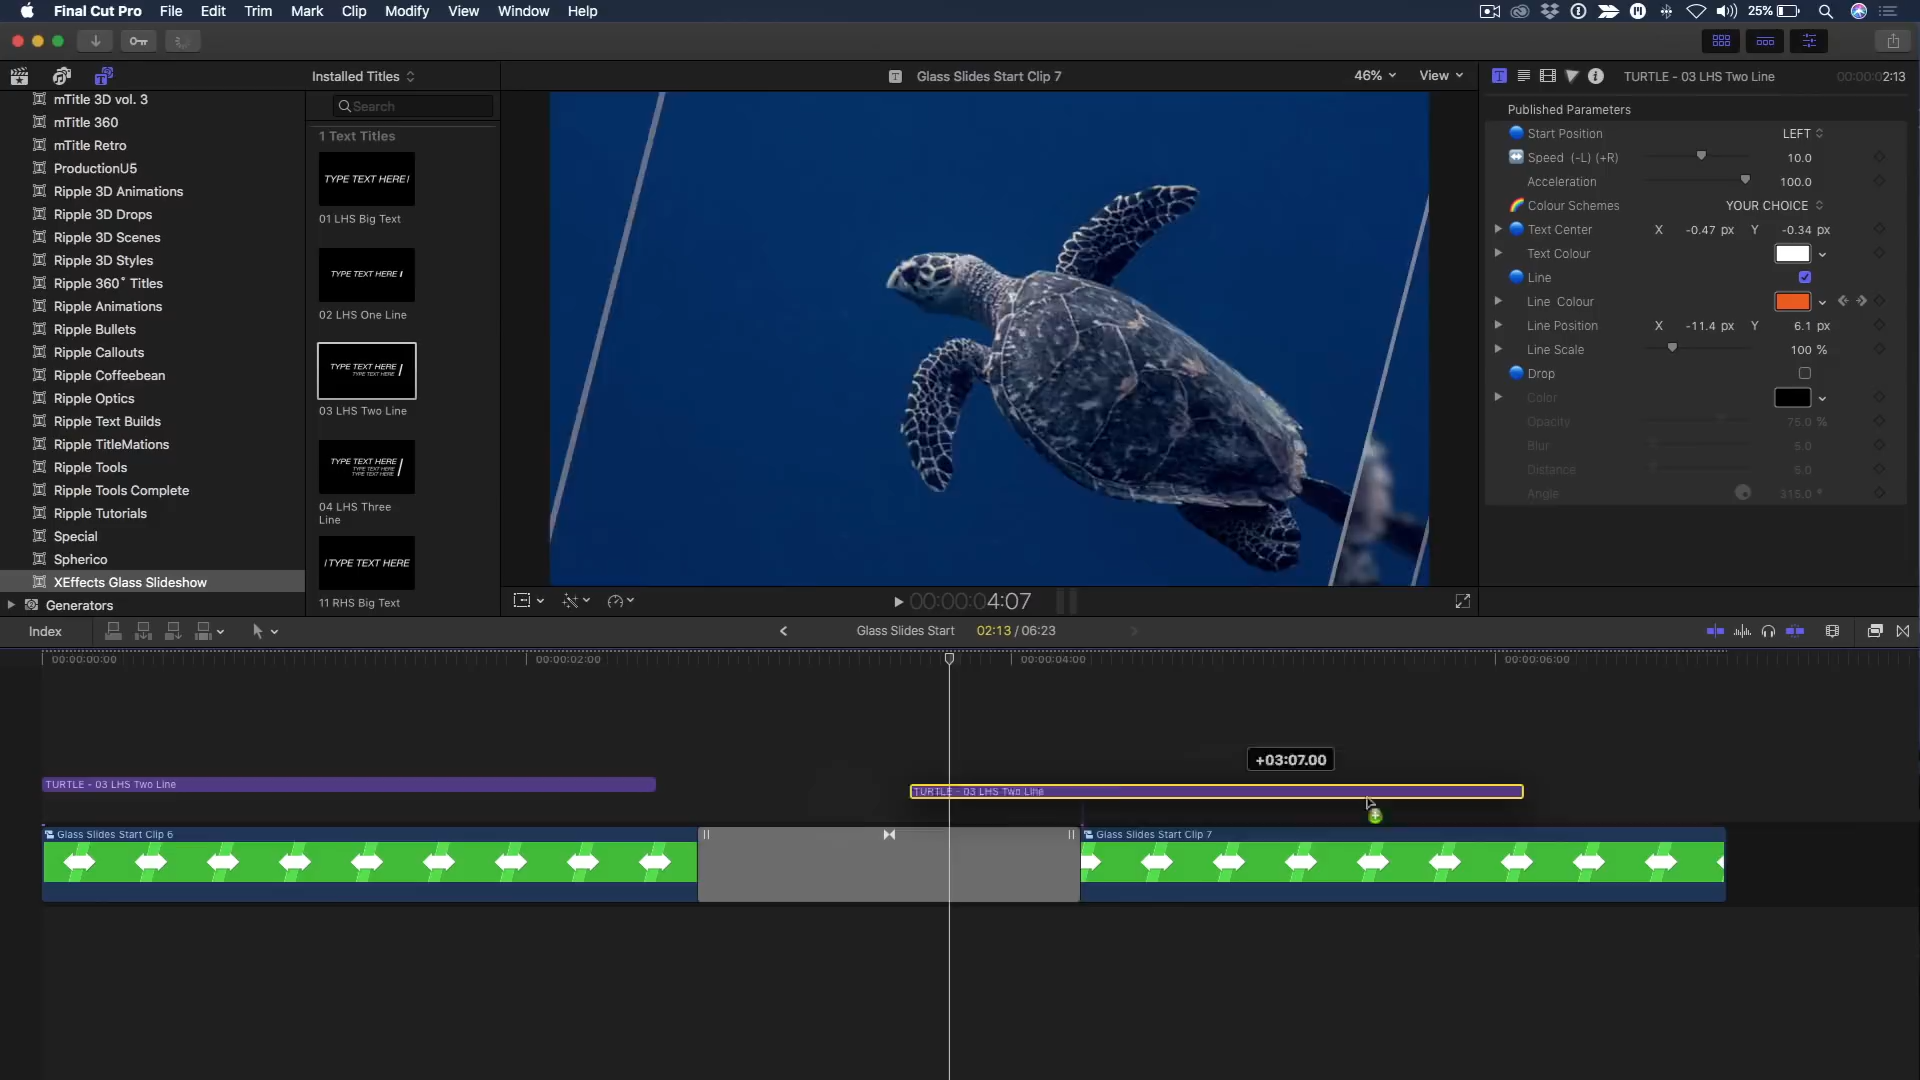 Final Cut Pro File Edit Trim Mark Clip Modify View Window Help 25%
Installed Titles Glass Slides Start Clip 7 46% View TURTLE - 03 LHS Two Line 00:00:02:13
mTitle 3D vol. 3
mTitle 360
mTitle Retro
ProductionU5
Ripple 3D Animations
Ripple 3D Drops
Ripple 3D Scenes
Ripple 3D Styles
Ripple 360° Titles
Ripple Animations
Ripple Bullets
Ripple Callouts
Ripple Coffeebean
Ripple Optics
Ripple Text Builds
Ripple TitleMations
Ripple Tools
Ripple Tools Complete
Ripple Tutorials
Special
Spherico
XEffects Glass Slideshow
Generators
Search
1 Text Titles
TYPE TEXT HERE
01 LHS Big Text
TYPE TEXT HERE
02 LHS One Line
TYPE TEXT HERE
TYPE TEXT HERE
03 LHS Two Line
TYPE TEXT HERE
TYPE TEXT HERE
TYPE TEXT HERE
04 LHS Three
Line
TYPE TEXT HERE
11 RHS Big Text
Published Parameters
Start Position LEFT
Speed (-L) (+R) 10.0
Acceleration 100.0
Colour Schemes YOUR CHOICE
Text Center X -0.47 px Y -0.34 px
Text Colour
Line
Line Colour
Line Position X -11.4 px Y 6.1 px
Line Scale 100 %
Drop
Color
Opacity 75.0 %
Blur 5.0
Distance 5.0
Angle 315.0 °
00:00:04:07
Index Glass Slides Start 02:13 / 06:23
00:00:00:00 00:00:02:00 00:00:04:00 00:00:06:00
+03:07.00
TURTLE - 03 LHS Two Line
TURTLE - 03 LHS Two Line
Glass Slides Start Clip 6 Glass Slides Start Clip 7